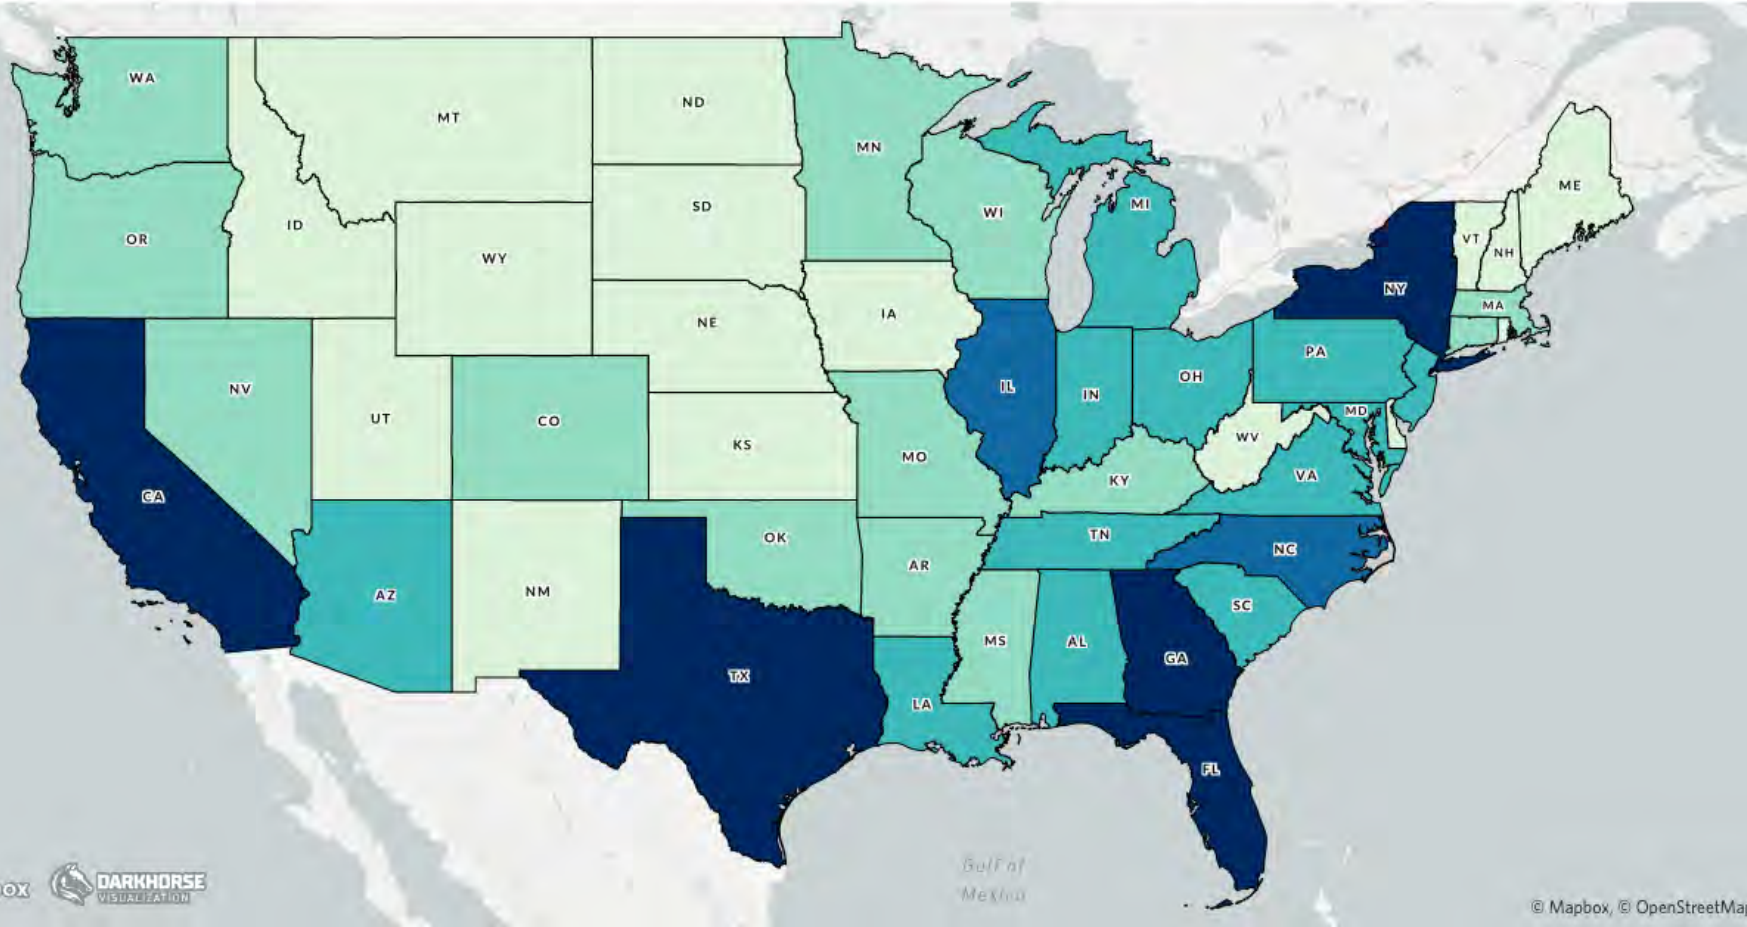 WA
MT
ND
MN
ME
SD
WI
MI
OR
ID
VT
NH
WY
NY
MA
NE
IA
PA
NV
UT
CO
IL
IN
OH
MD
KS
WV
CA
MO
KY
VA
OK
TN
NC
AZ
NM
AR
SC
MS
AL
GA
TX
LA
FL
Gulf of
Mexico
DARKHORSE
VISUALIZATION
© Mapbox, © OpenStreetMap